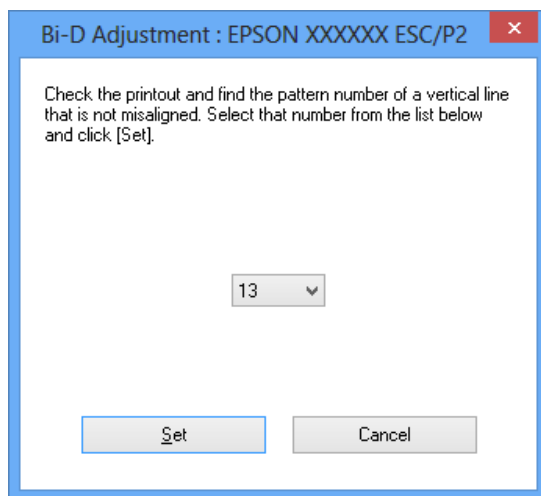 Bi-D Adjustment : EPSON XXXXXX ESC/P2
Check the printout and find the pattern number of a vertical line
that is not misaligned. Select that number from the list below
and click [Set].
13
Set
Cancel